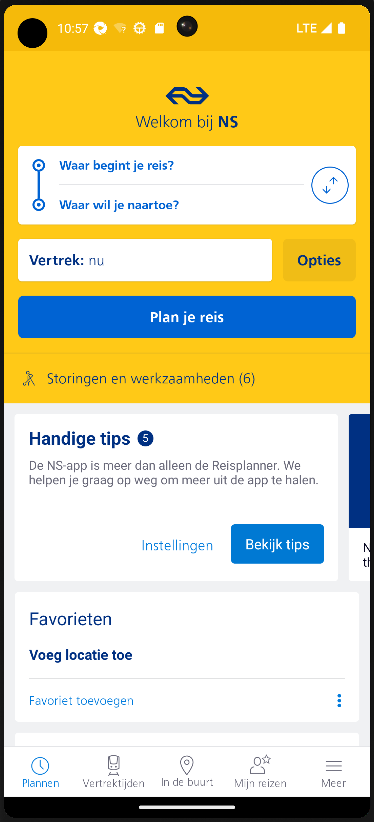 10:57
LTE
Welkom bij NS
Waar begint je reis?
Waar wil je naartoe?
Vertrek: nu
Opties
Plan je reis
Storingen en werkzaamheden (6)
Handige tips 5
De NS-app is meer dan alleen de Reisplanner. We
helpen je graag op weg om meer uit de app te halen.
Instellingen
Bekijk tips
Favorieten
Voeg locatie toe
Favoriet toevoegen
Plannen
Vertrektijden
In de buurt
Mijn reizen
Meer